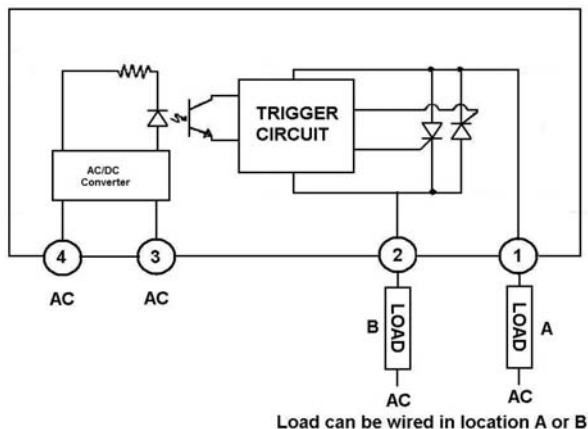 TRIGGER
CIRCUIT
AC/DC
Converter
4
3
2
1
AC
AC
B
LOAD
LOAD
A
AC
AC
Load can be wired in location A or B